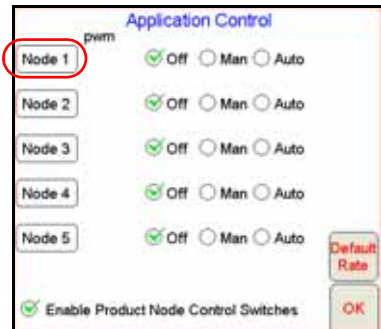 Application Control
pwm
Node 1 Off Man Auto
Node 2 Off Man Auto
Node 3 Off Man Auto
Node 4 Off Man Auto
Node 5 Off Man Auto
Default
Rate
Enable Product Node Control Switches OK